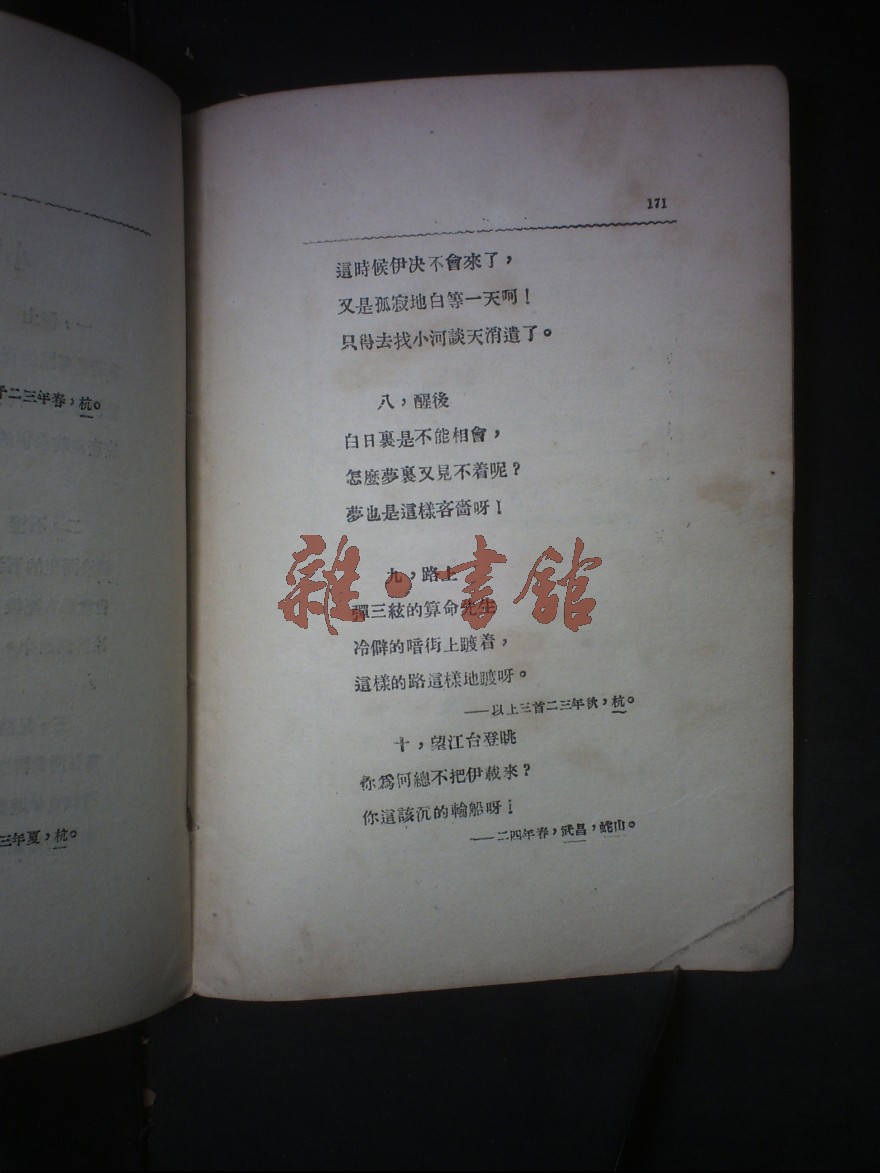 二三年春，杭。
三年夏，杭。
171
這時候伊決不會來了，
又是孤寂地白等一天呵！
只得去找小河談天消遣了。
八，醒後
白日裏是不能相會，
怎麼夢裏又見不着呢？
夢也是這樣吝嗇呀！
九，路上
彈三絃的算命先生
冷僻的暗街上踱着，
這樣的路這樣地踱呀。
——以上三首二三年秋，杭。
十，望江台登眺
你爲何總不把伊載來？
你這該沉的輪船呀！
——二四年春，武昌，蛇山。
雜·書館